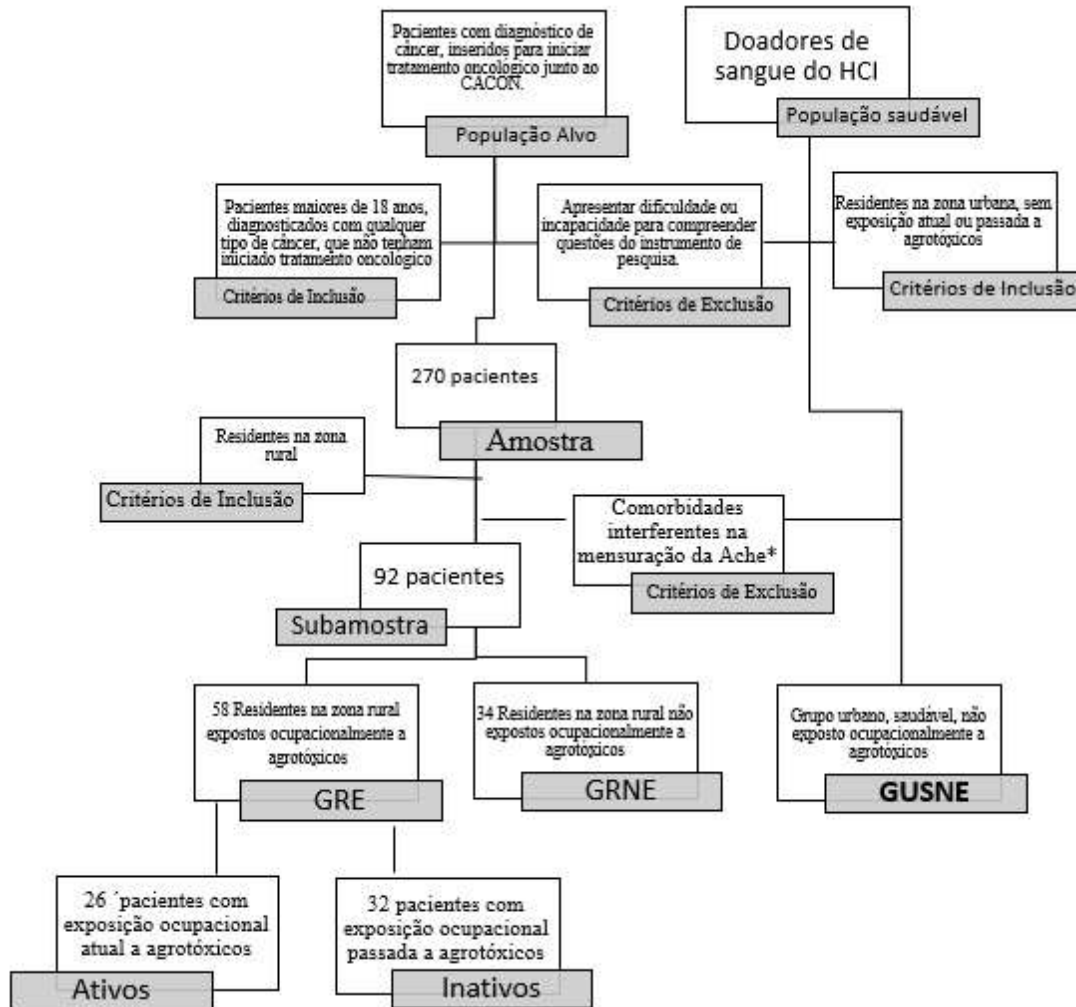 Pacientes com diagnóstico de
câncer, inseridos para iniciar
tratamento oncológico junto ao
CACON.
População Alvo
Doadores de
sangue do HCI
População saudável
Pacientes maiores de 18 anos,
diagnosticados com qualquer
tipo de câncer, que não tenham
iniciado tratamento oncológico
Critérios de Inclusão
Apresentar dificuldade ou
incapacidade para compreender
questões do instrumento de
pesquisa.
Critérios de Exclusão
Residentes na zona urbana, sem
exposição atual ou passada a
agrotóxicos
Critérios de Inclusão
270 pacientes
Amostra
Residentes na zona
rural
Critérios de Inclusão
Comorbidades
interferentes na
mensuração da Ache*
Critérios de Exclusão
92 pacientes
Subamostra
58 Residentes na zona rural
expostos ocupacionalmente a
agrotóxicos
GRE
34 Residentes na zona rural não
expostos ocupacionalmente a
agrotóxicos
GRNE
Grupo urbano, saudável, não
exposto ocupacionalmente a
agrotóxicos
GUSNE
26 ´pacientes com
exposição ocupacional
atual a agrotóxicos
Ativos
32 pacientes com
exposição ocupacional
passada a agrotóxicos
Inativos